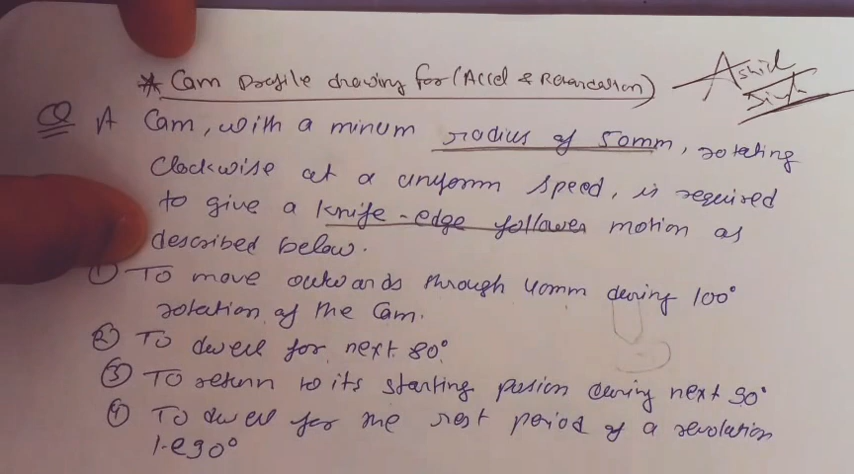 * Cam Profile drawing for (Accel & Retardation)
Ashid Singh
Q A Cam, with a minum radius of 50mm, rotating
Clockwise at a uniform speed, is required
to give a knife-edge follower motion as
described below.
① To move outwards through 40mm during 100°
rotation of the Cam.
② To dwell for next 80°
③ To return to its starting posion during next 90°
④ To dwell for the rest period of a revolution
i.e 90°